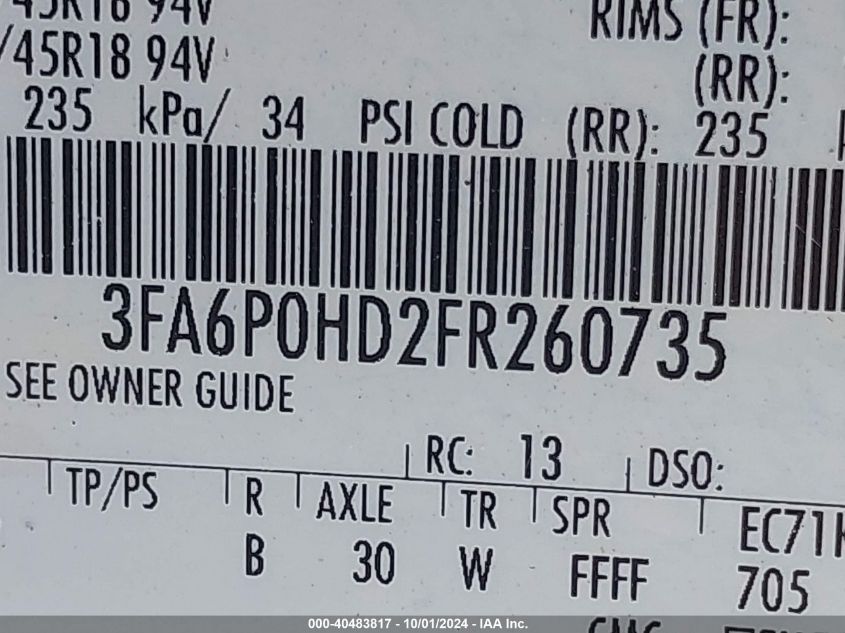 45R18 94V
RIMS (FR):
/45R18 94V
(RR):
235 kPa/ 34 PSI COLD (RR): 235
3FA6P0HD2FR260735
SEE OWNER GUIDE
RC: 13 DSO:
TP/PS R AXLE TR SPR EC71
B 30 W FFFF 705
000-40483817 - 10/01/2024 - IAA Inc.